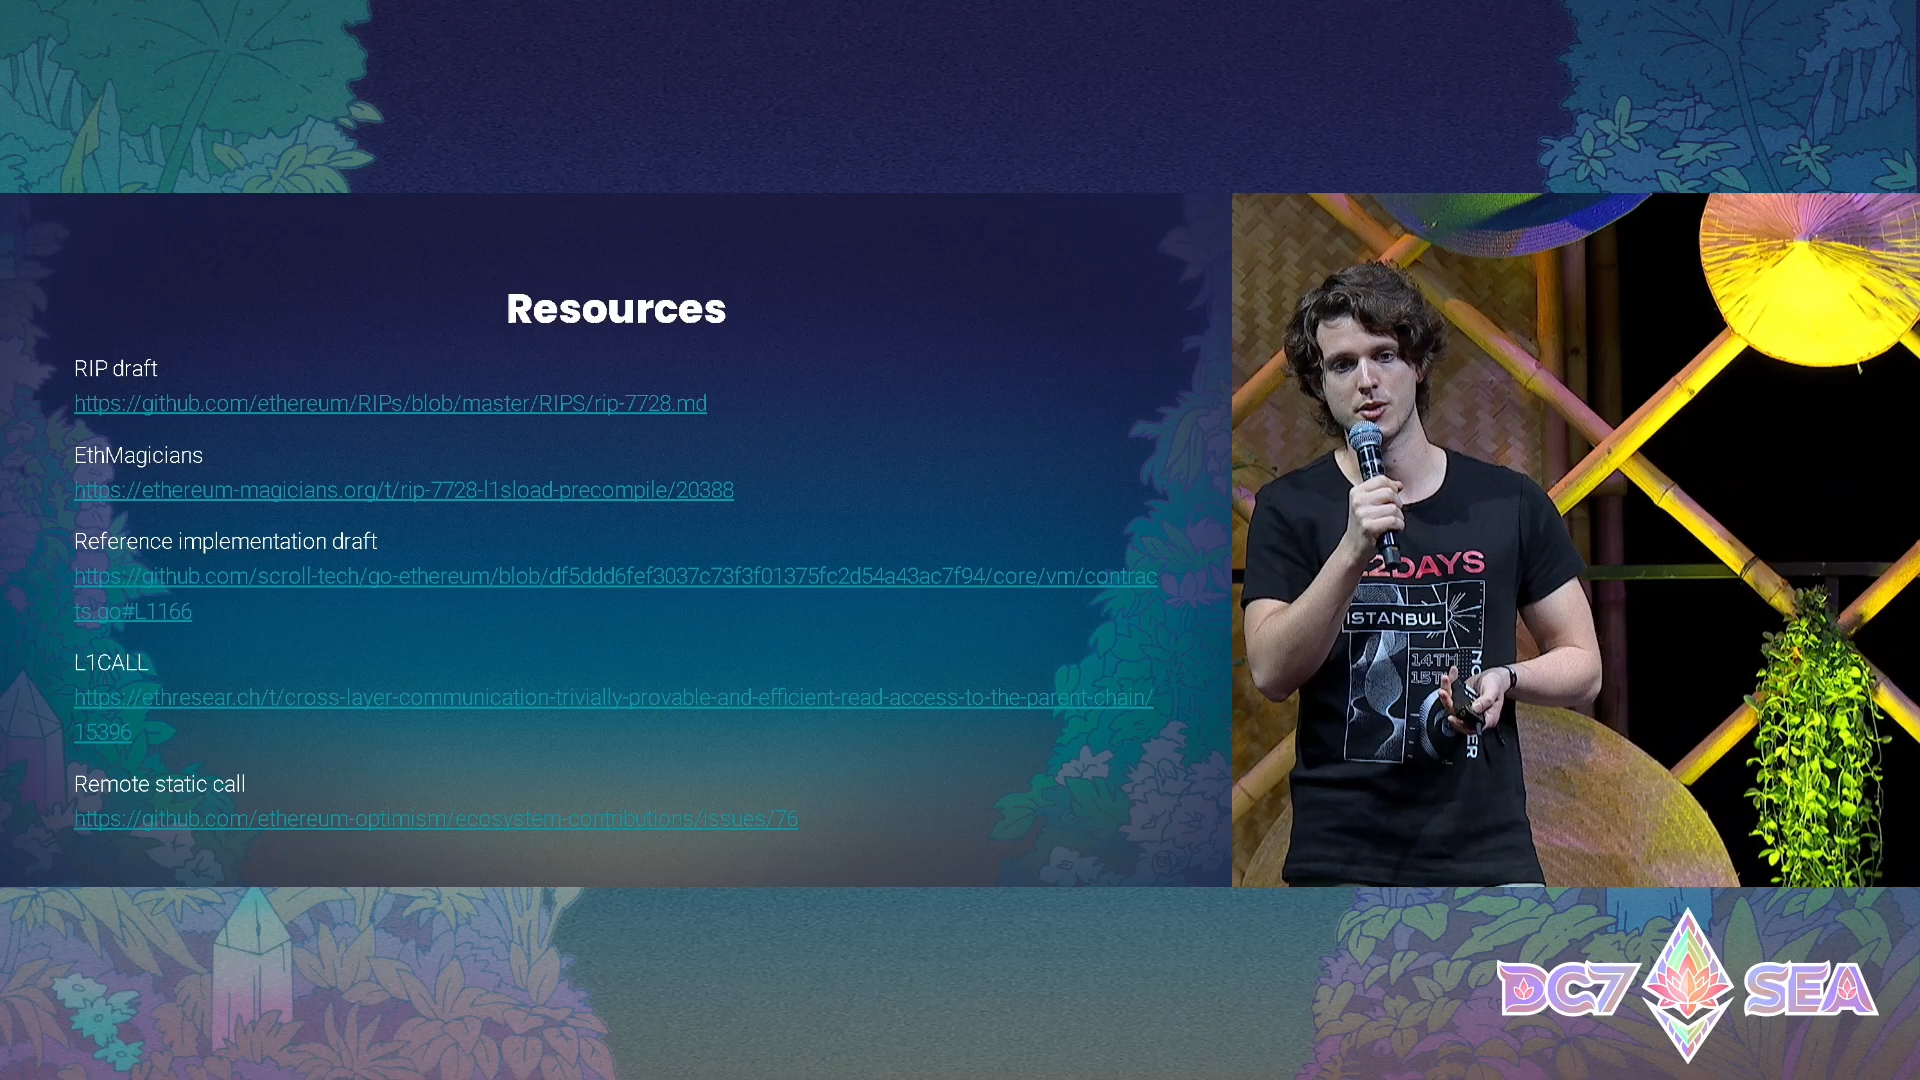 Resources
RIP draft
https://github.com/ethereum/RIPs/blob/master/RIPS/rip-7728.md
EthMagicians
https://ethereum-magicians.org/t/rip-7728-l1sload-precompile/20388
Reference implementation draft
https://github.com/scroll-tech/go-ethereum/blob/df5ddd6fef3037c73f3f01375fc2d54a43ac7f94/core/vm/contrac
ts.go#L1166
L1CALL
https://ethresear.ch/t/cross-layer-communication-trivially-provable-and-efficient-read-access-to-the-parent-chain/
15396
Remote static call
https://github.com/ethereum-optimism/ecosystem-contributions/issues/76
2DAYS
ISTANBUL
14TH
DC7 SEA